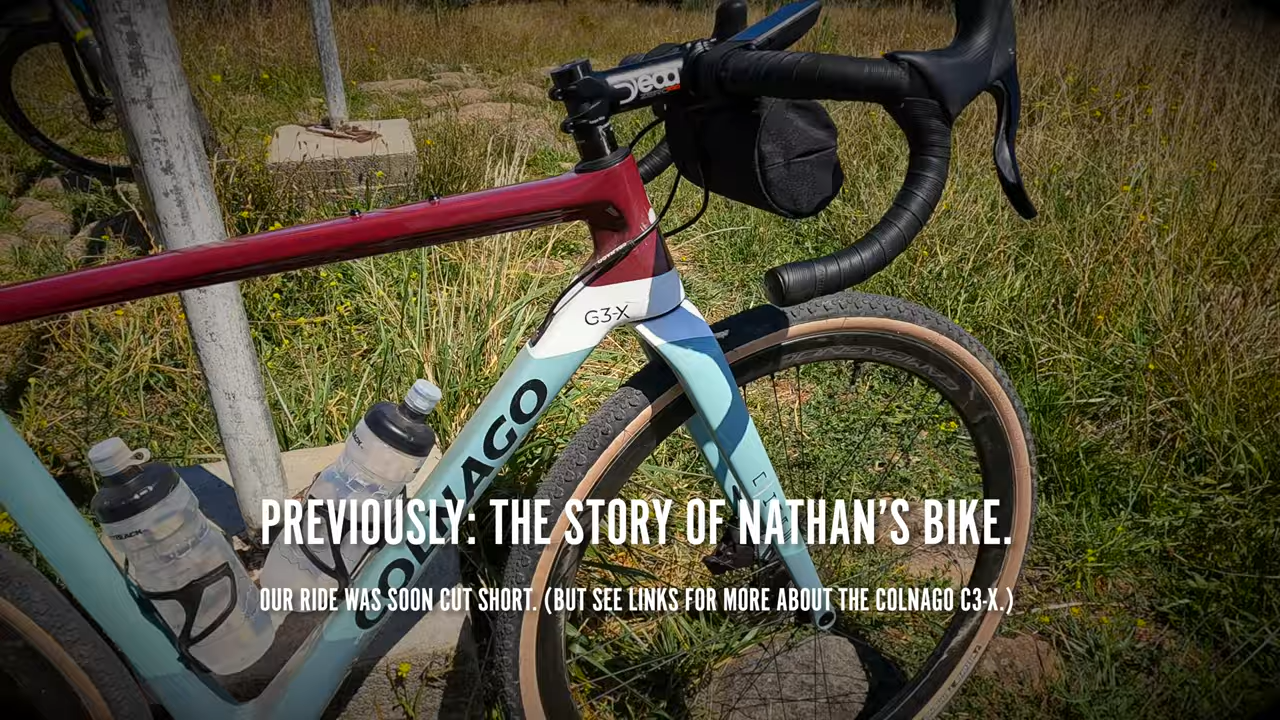 Deda
G3-X
COLNAGO
PREVIOUSLY: THE STORY OF NATHAN'S BIKE.
OUR RIDE WAS SOON CUT SHORT. (BUT SEE LINKS FOR MORE ABOUT THE COLNAGO C3-X.)